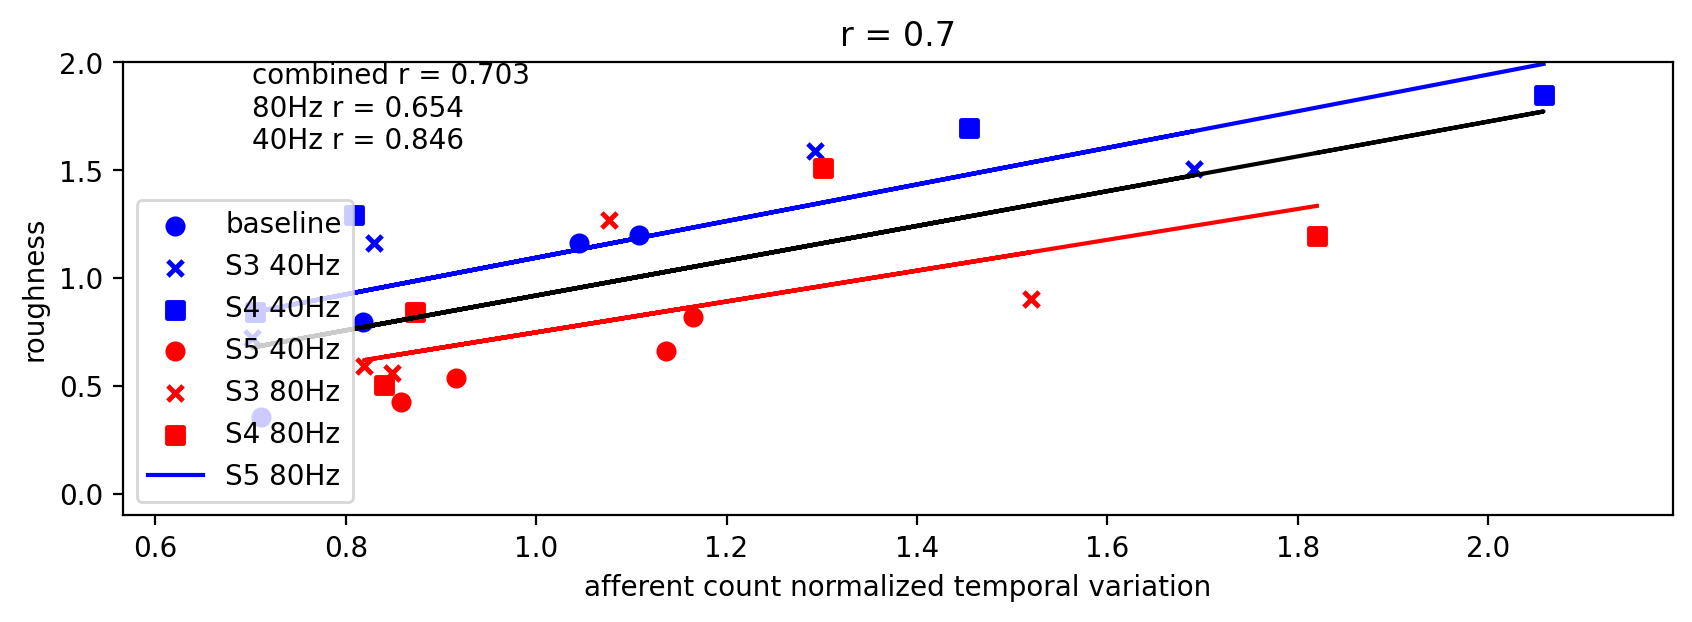 r = 0.7
combined r = 0.703
80Hz r = 0.654
40Hz r = 0.846
roughness
2.0
1.5
1.0
0.5
0.0
baseline
S3 40Hz
S4 40Hz
S5 40Hz
S3 80Hz
S4 80Hz
S5 80Hz
0.6 0.8 1.0 1.2 1.4 1.6 1.8 2.0
afferent count normalized temporal variation